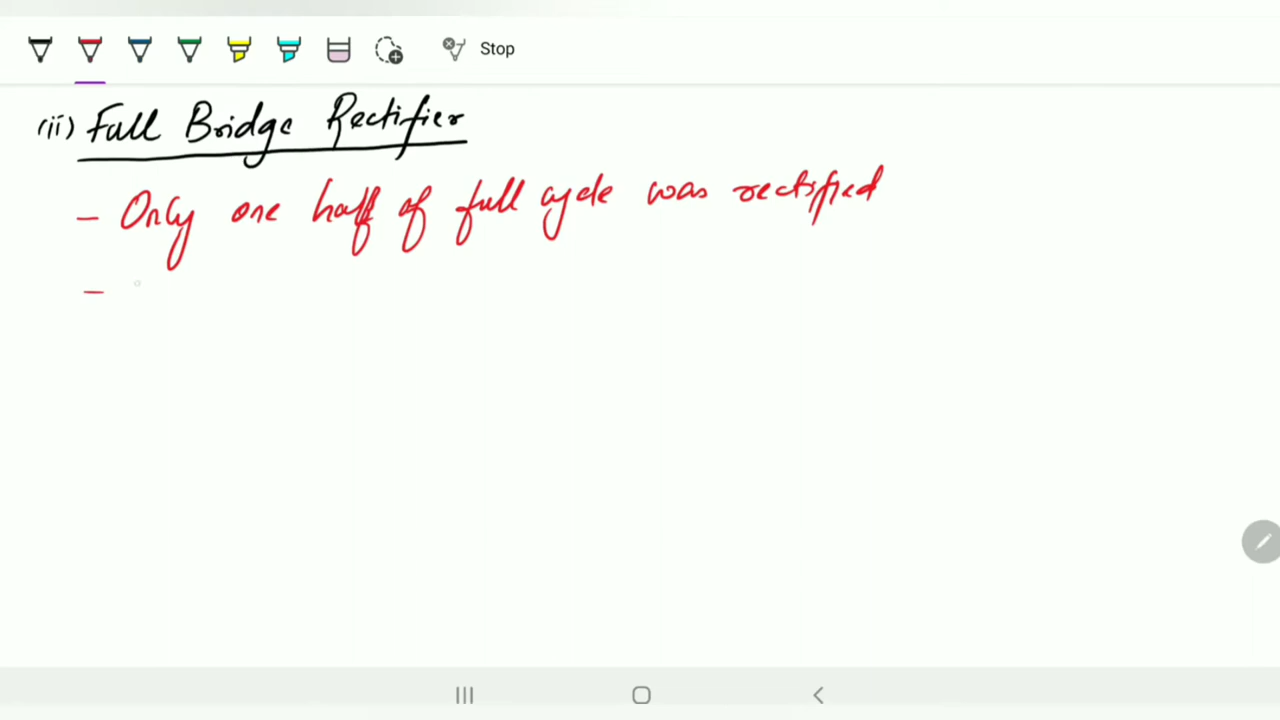 Stop
(ii) Full Bridge Rectifier
- Only one half of full cycle was rectified
-